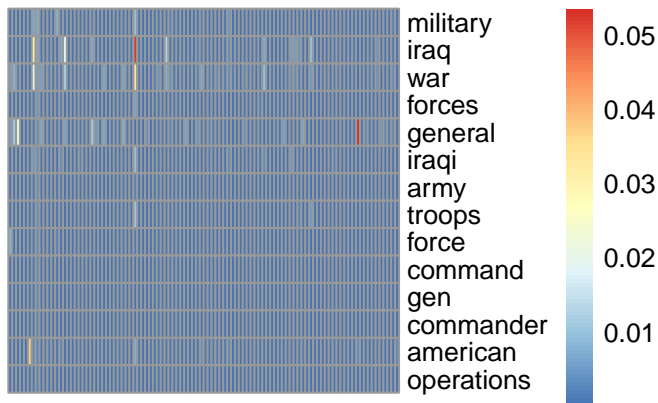 military
iraq
war
forces
general
iraqi
army
troops
force
command
gen
commander
american
operations
0.05
0.04
0.03
0.02
0.01